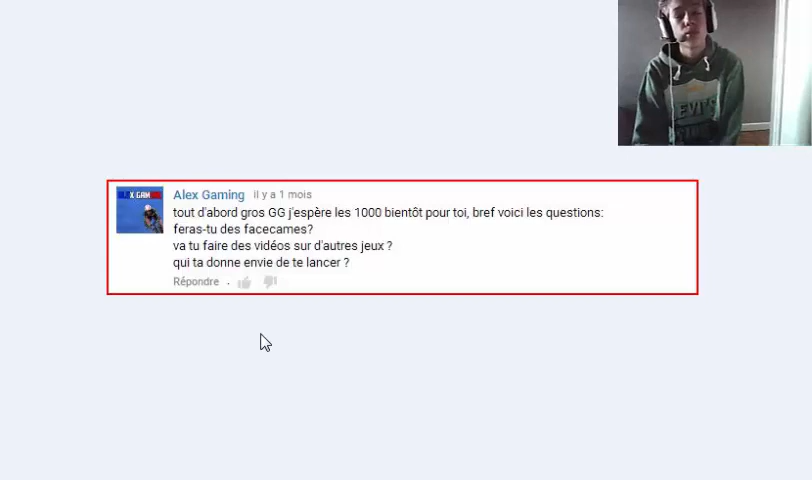 LEVI'S
X GAM
Alex Gaming il y a 1 mois
tout d'abord gros GG j'espère les 1000 bientôt pour toi, bref voici les questions:
feras-tu des facecames?
va tu faire des vidéos sur d'autres jeux ?
qui ta donne envie de te lancer ?
Répondre .